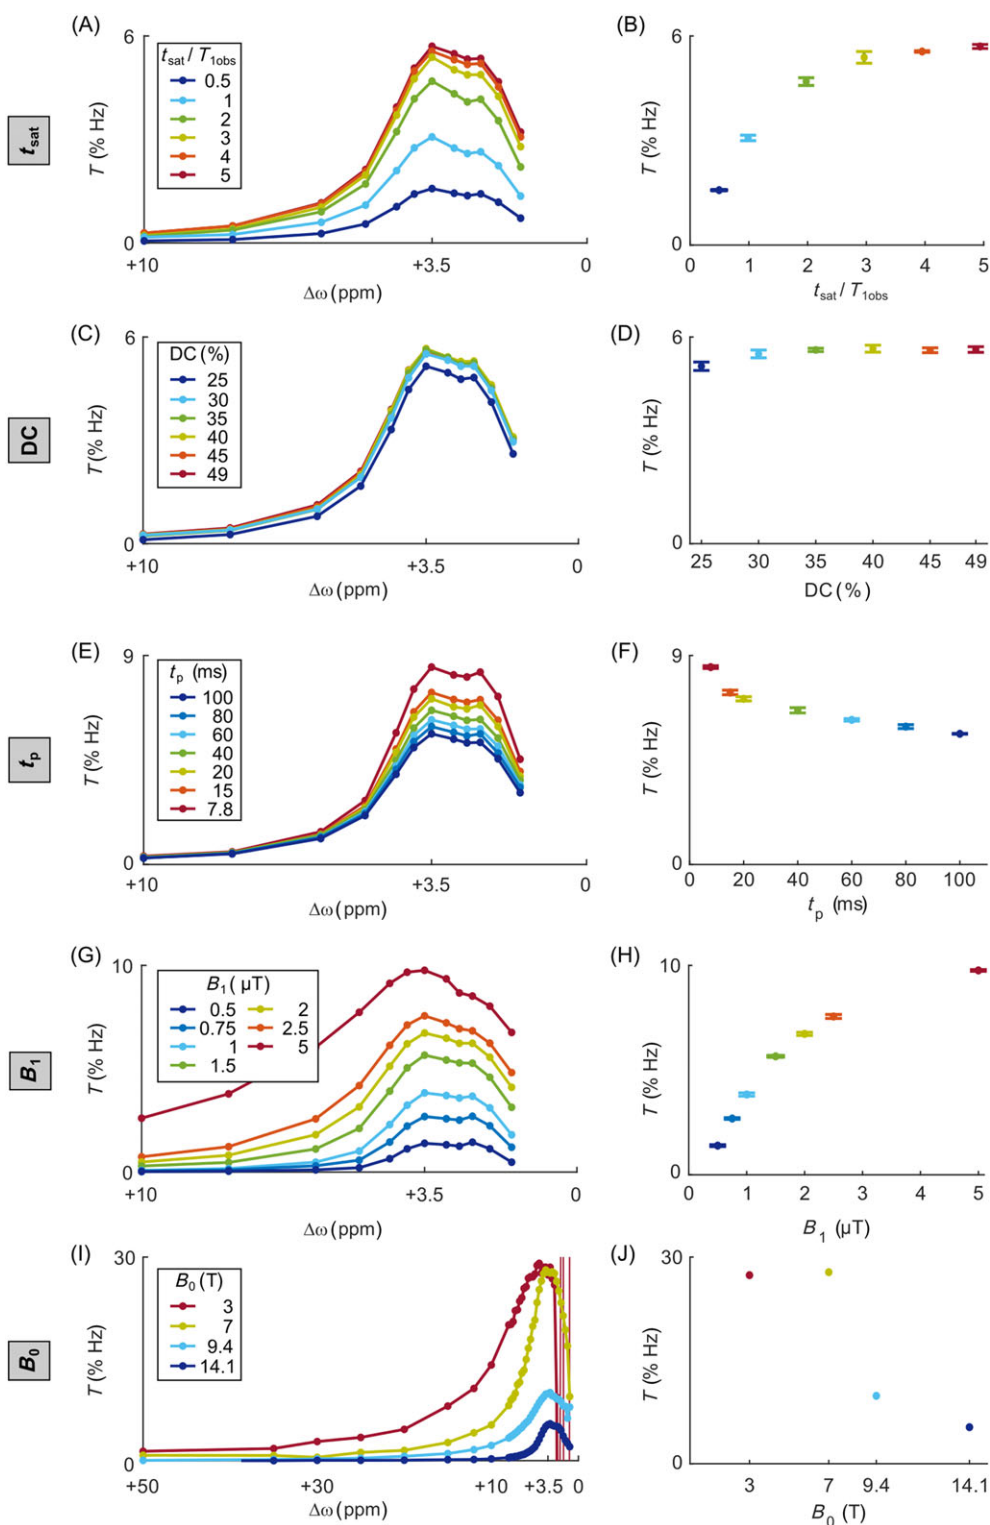 (A)
(B)
t_sat
T (% Hz)
6
0
t_sat / T_1obs
0.5
1
2
3
4
5
+10
+3.5
0
Δω (ppm)
T (% Hz)
6
0
0
1
2
3
4
5
t_sat / T_1obs
(C)
(D)
DC
T (% Hz)
6
0
DC (%)
25
30
35
40
45
49
+10
+3.5
0
Δω (ppm)
T (% Hz)
6
0
25
30
35
40
45
49
DC (%)
(E)
(F)
t_p
T (% Hz)
9
0
t_p (ms)
100
80
60
40
20
15
7.8
+10
+3.5
0
Δω (ppm)
T (% Hz)
9
0
0
20
40
60
80
100
t_p (ms)
(G)
(H)
B_1
T (% Hz)
10
0
B_1 (µT)
0.5 2
0.75 2.5
1 5
1.5
+10
+3.5
0
Δω (ppm)
T (% Hz)
10
0
0
1
2
3
4
5
B_1 (µT)
(I)
(J)
B_0
T (% Hz)
30
0
B_0 (T)
3
7
9.4
14.1
+50
+30
+10
+3.5
0
Δω (ppm)
T (% Hz)
30
0
3
7
9.4
14.1
B_0 (T)